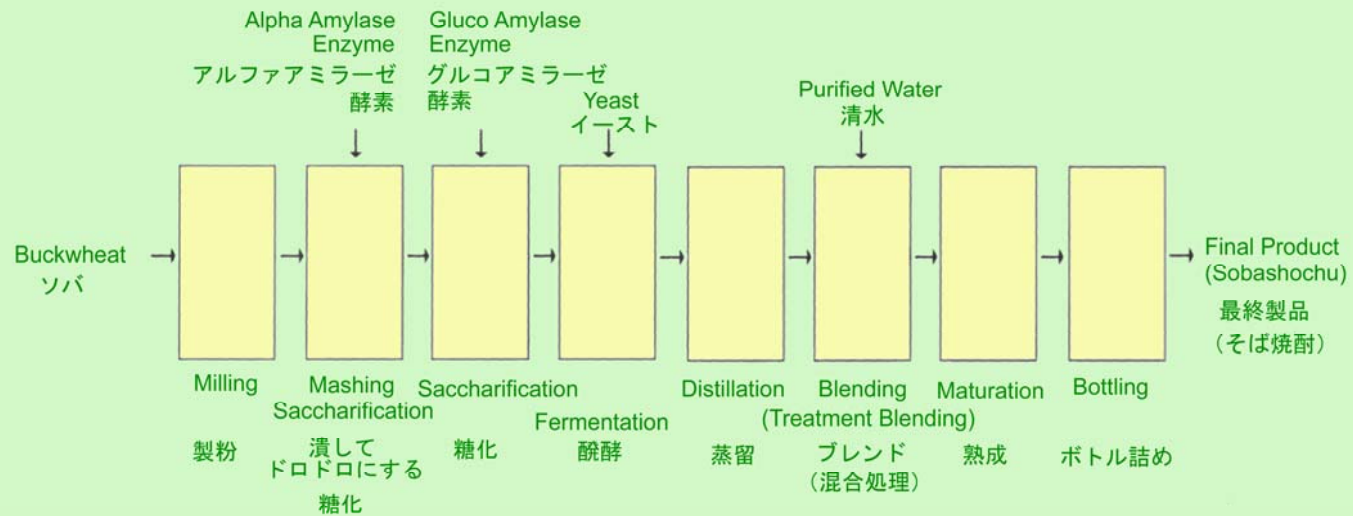 Alpha Amylase
Enzyme
アルファアミラーゼ
酵素
Gluco Amylase
Enzyme
グルコアミラーゼ
酵素
Yeast
イースト
Purified Water
清水
Buckwheat
ソバ
Milling
製粉
Mashing
Saccharification
潰して
ドロドロにする
糖化
Saccharification
糖化
Fermentation
醗酵
Distillation
蒸留
Blending
(Treatment Blending)
ブレンド
（混合処理）
Maturation
熟成
Bottling
ボトル詰め
Final Product
(Sobashochu)
最終製品
（そば焼酎）